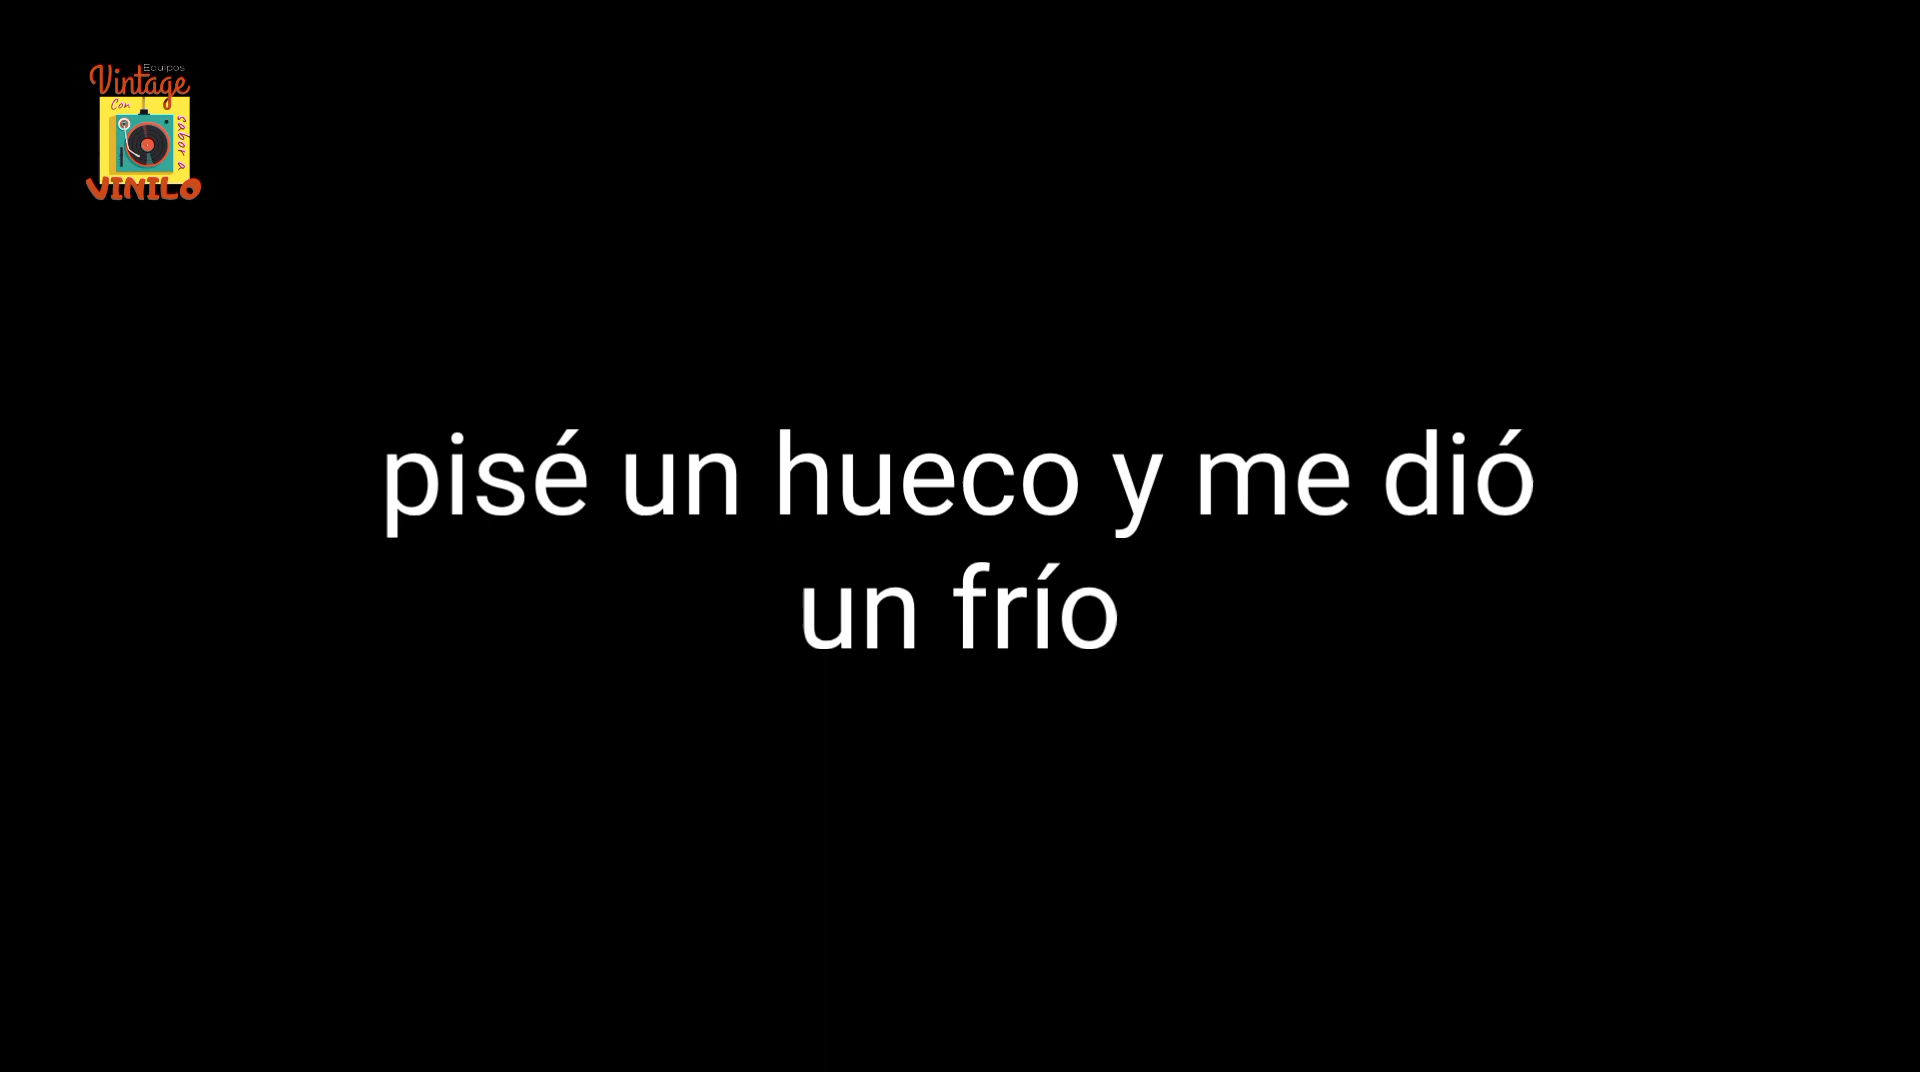 Equipos
Vintage
Con
sabor a
VINILO
pisé un hueco y me dió
un frío